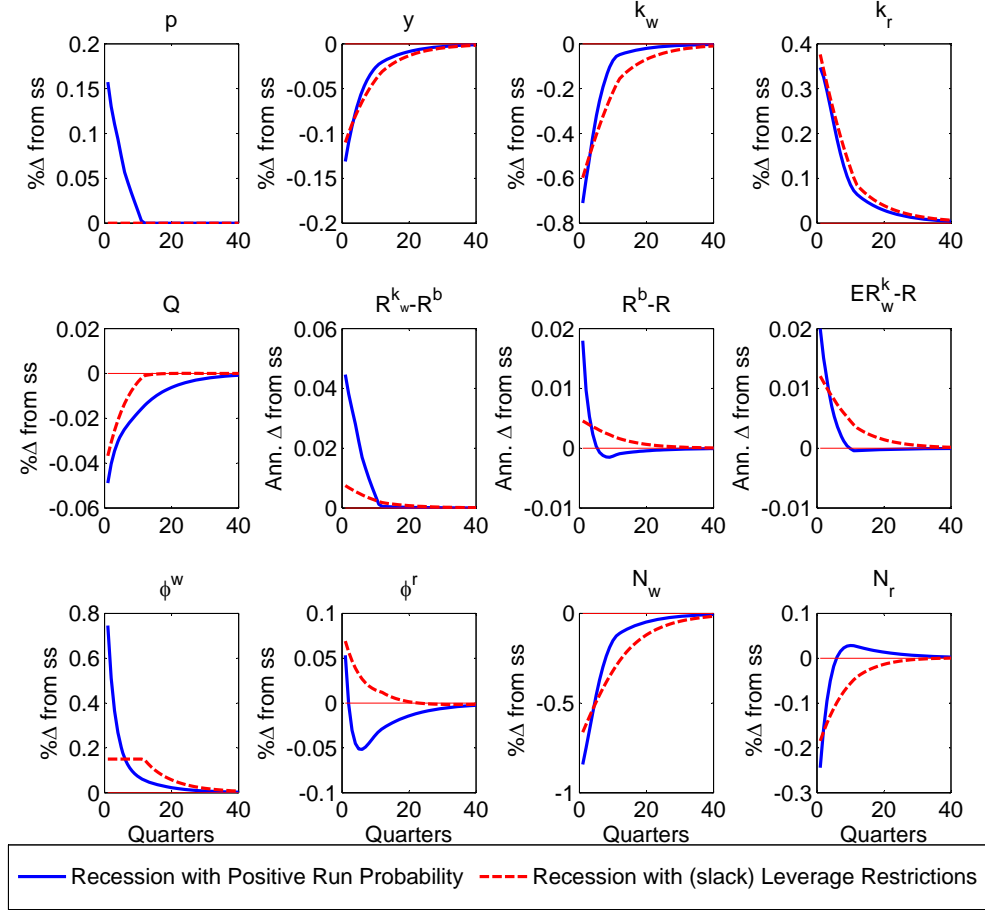 p
y
k_w
k_r
%Δ from ss
0.2
0.15
0.1
0.05
0
0 20 40
%Δ from ss
0
-0.05
-0.1
-0.15
-0.2
0 20 40
%Δ from ss
0
-0.2
-0.4
-0.6
-0.8
0 20 40
%Δ from ss
0.4
0.3
0.2
0.1
0
0 20 40
Q
R^k_w-R^b
R^b-R
ER^k_w-R
%Δ from ss
0.02
0
-0.02
-0.04
-0.06
0 20 40
Ann. Δ from ss
0.06
0.04
0.02
0
0 20 40
Ann. Δ from ss
0.02
0.01
0
-0.01
0 20 40
Ann. Δ from ss
0.02
0.01
0
-0.01
0 20 40
ϕ^w
ϕ^r
N_w
N_r
%Δ from ss
0.8
0.6
0.4
0.2
0
0 20 40
Quarters
%Δ from ss
0.1
0.05
0
-0.05
-0.1
0 20 40
Quarters
%Δ from ss
0
-0.5
-1
0 20 40
Quarters
%Δ from ss
0.1
0
-0.1
-0.2
-0.3
0 20 40
Quarters
Recession with Positive Run Probability
Recession with (slack) Leverage Restrictions